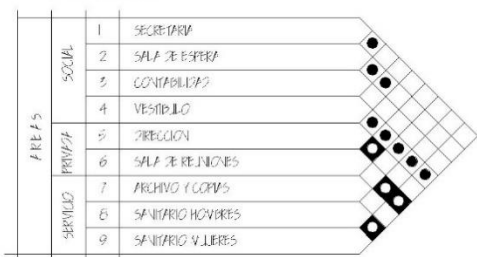 AREAS
SOCIAL
1 SECRETARIA
2 SALA DE ESPERA
3 CONTABILIDAD
4 VESTIBULO
PRIVADA
5 DIRECCION
6 SALA DE REUNIONES
SERVICIO
7 ARCHIVO Y COPIAS
8 SANITARIO HOMBRES
9 SANITARIO MUJERES